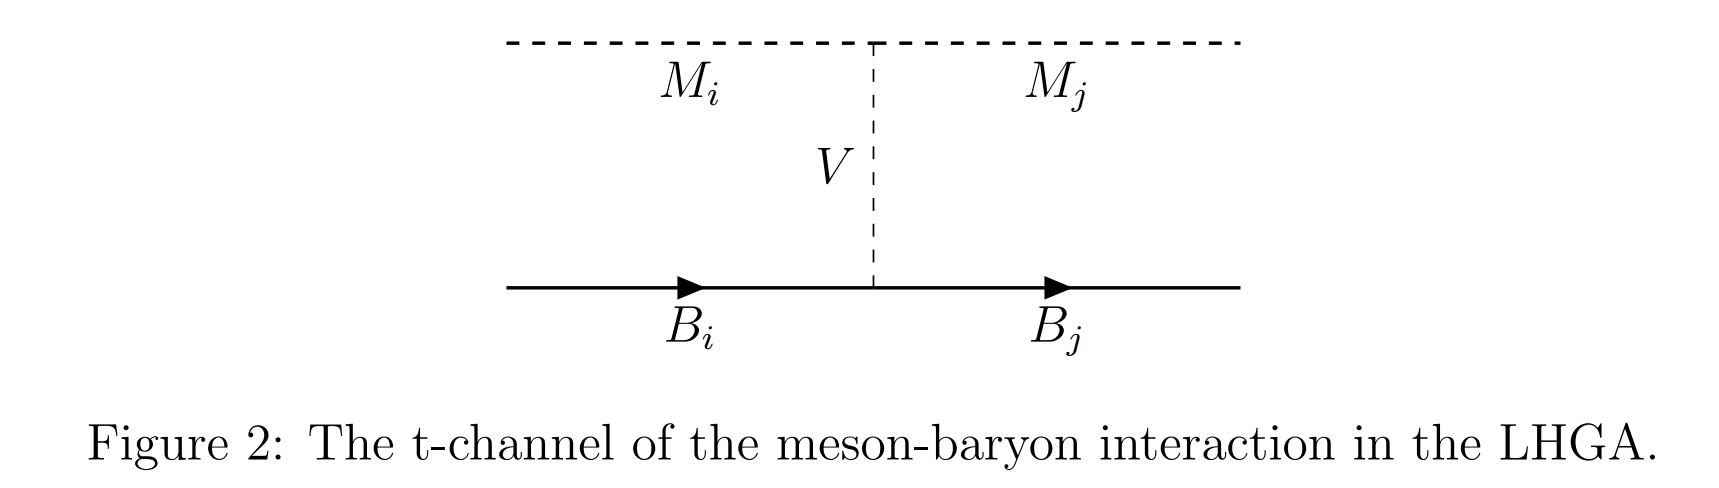 M_i M_j
V
B_i B_j
Figure 2: The t-channel of the meson-baryon interaction in the LHGA.